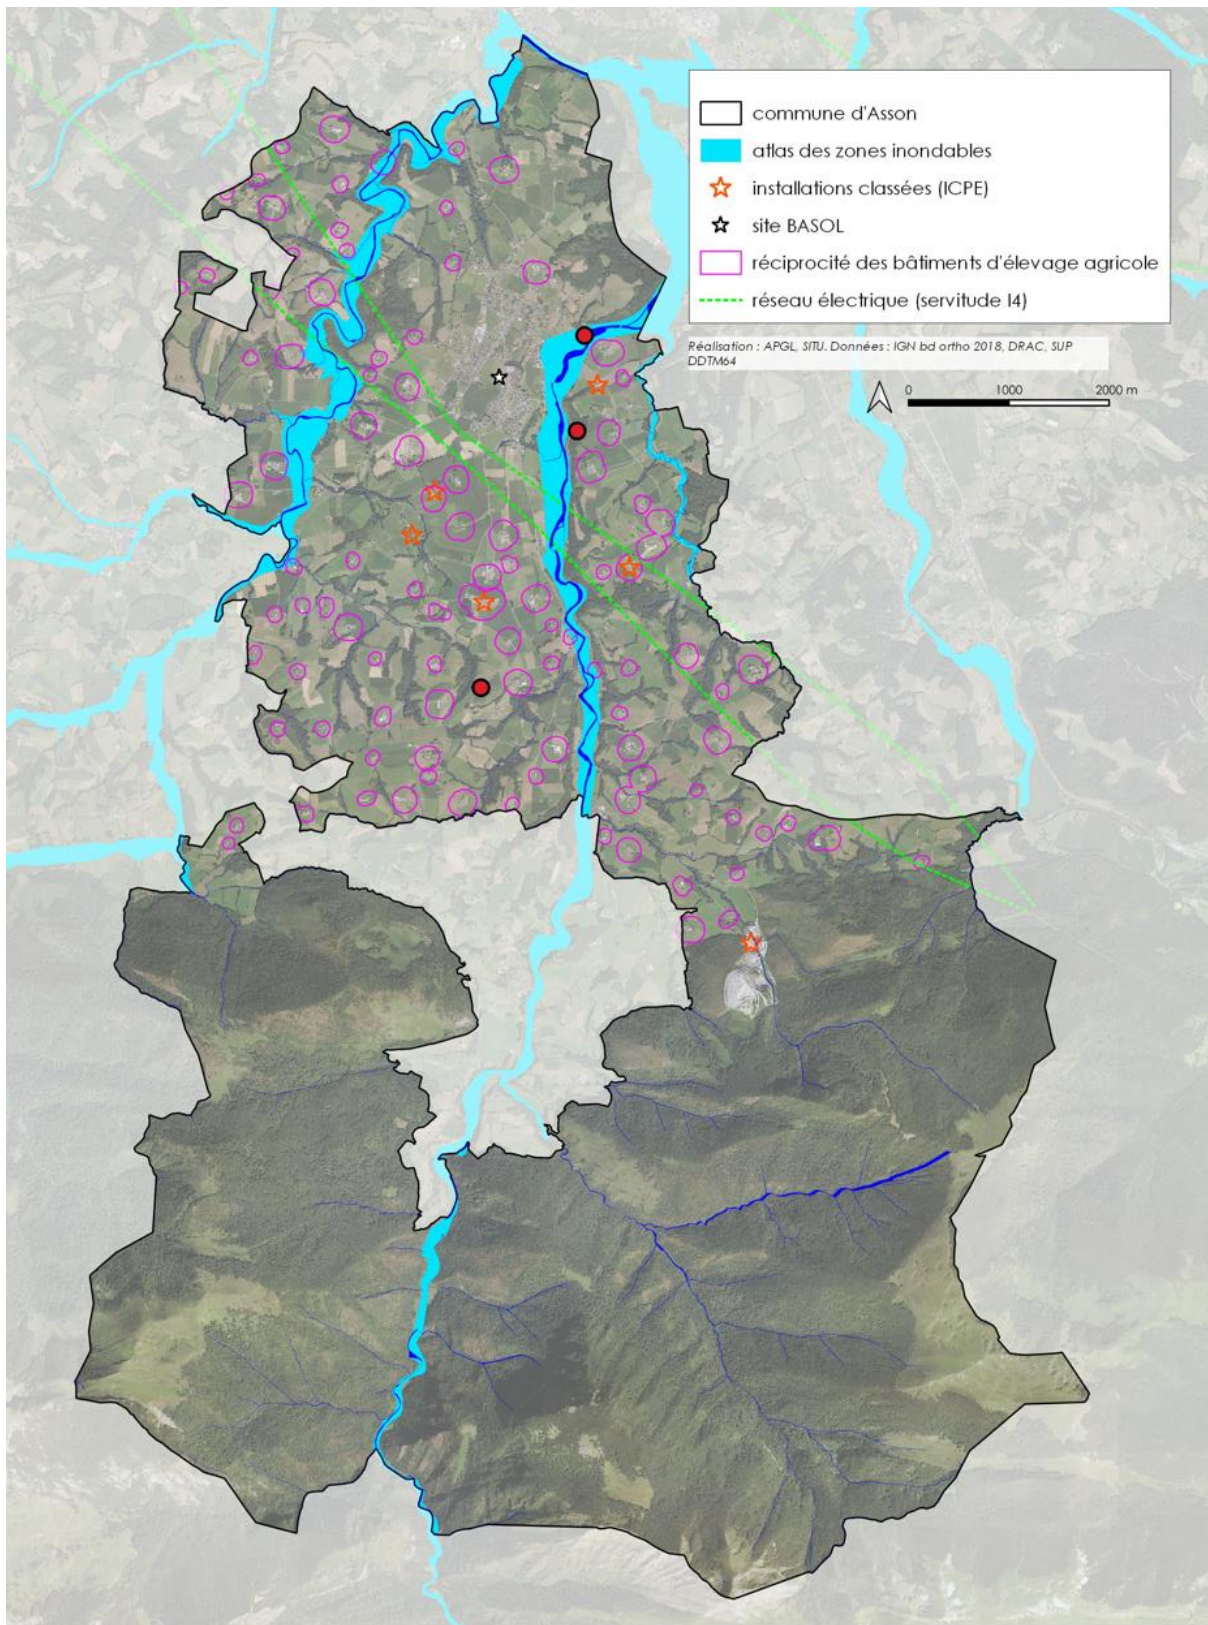 commune d'Asson
atlas des zones inondables
installations classées (ICPE)
site BASOL
réciprocité des bâtiments d'élevage agricole
réseau électrique (servitude I4)
Réalisation : APGL, SITU. Données : IGN bd ortho 2018, DRAC, SUP
DDTM64
0 1000 2000 m